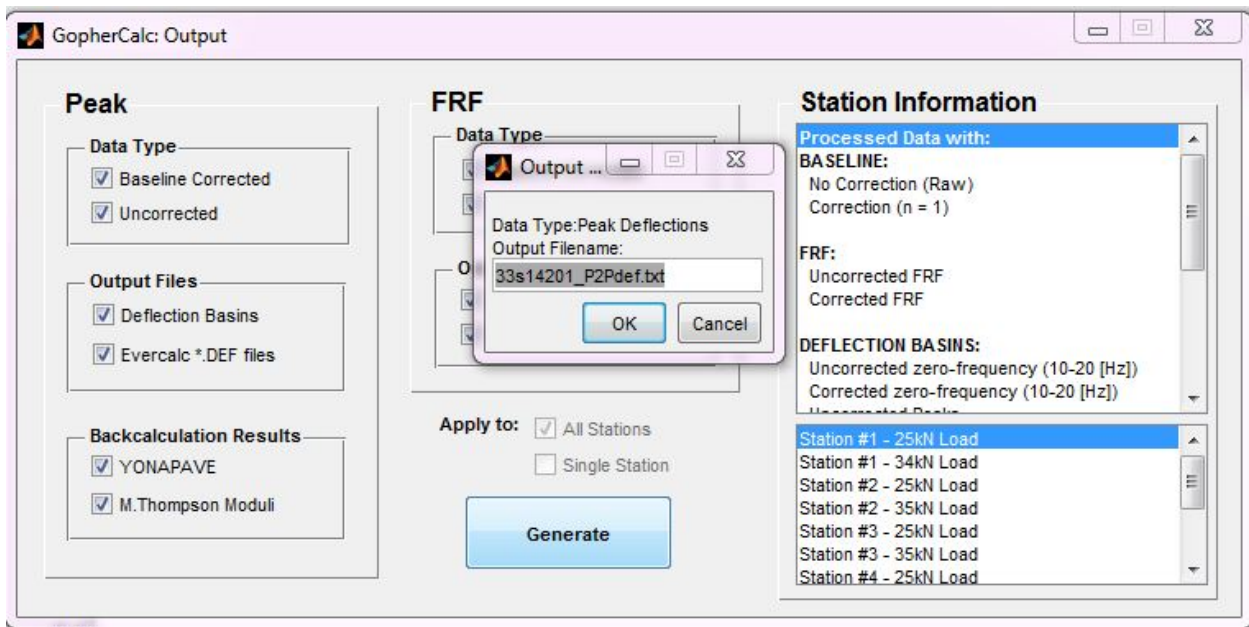 GopherCalc: Output
Peak
Data Type
Baseline Corrected
Uncorrected
Output Files
Deflection Basins
Evercalc *.DEF files
Backcalculation Results
YONAPAVE
M.Thompson Moduli
FRF
Data Type
Output ...
Data Type:Peak Deflections
Output Filename:
33s14201_P2Pdef.txt
OK
Cancel
Apply to:
All Stations
Single Station
Generate
Station Information
Processed Data with:
BASELINE:
No Correction (Raw)
Correction (n = 1)
FRF:
Uncorrected FRF
Corrected FRF
DEFLECTION BASINS:
Uncorrected zero-frequency (10-20 [Hz])
Corrected zero-frequency (10-20 [Hz])
Station #1 - 25kN Load
Station #1 - 34kN Load
Station #2 - 25kN Load
Station #2 - 35kN Load
Station #3 - 25kN Load
Station #3 - 35kN Load
Station #4 - 25kN Load